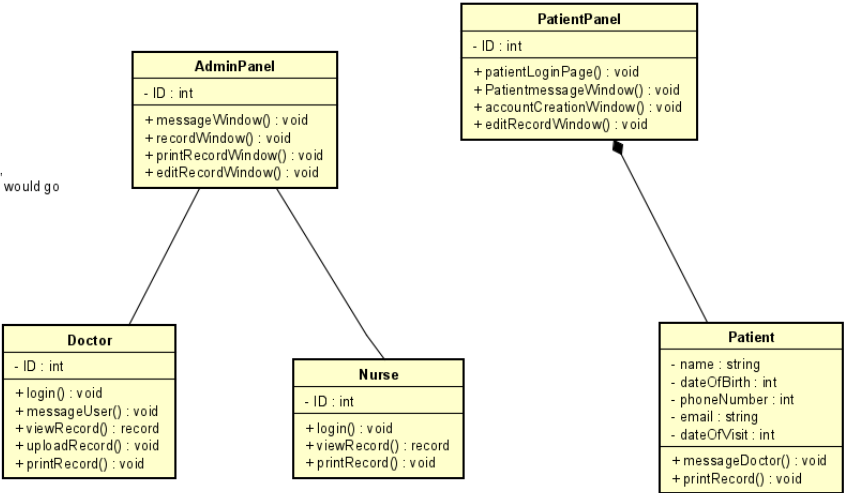 PatientPanel
- ID : int
+ patientLoginPage() : void
+ PatientmessageWindow() : void
+ accountCreationWindow() : void
+ editRecordWindow() : void
AdminPanel
- ID : int
+ messageWindow() : void
+ recordWindow() : void
+ printRecordWindow() : void
+ editRecordWindow() : void
,
would go
Doctor
- ID : int
+ login() : void
+ messageUser() : void
+ viewRecord() : record
+ uploadRecord() : void
+ printRecord() : void
Nurse
- ID : int
+ login() : void
+ viewRecord() : record
+ printRecord() : void
Patient
- name : string
- dateOfBirth : int
- phoneNumber : int
- email : string
- dateOfVisit : int
+ messageDoctor() : void
+ printRecord() : void